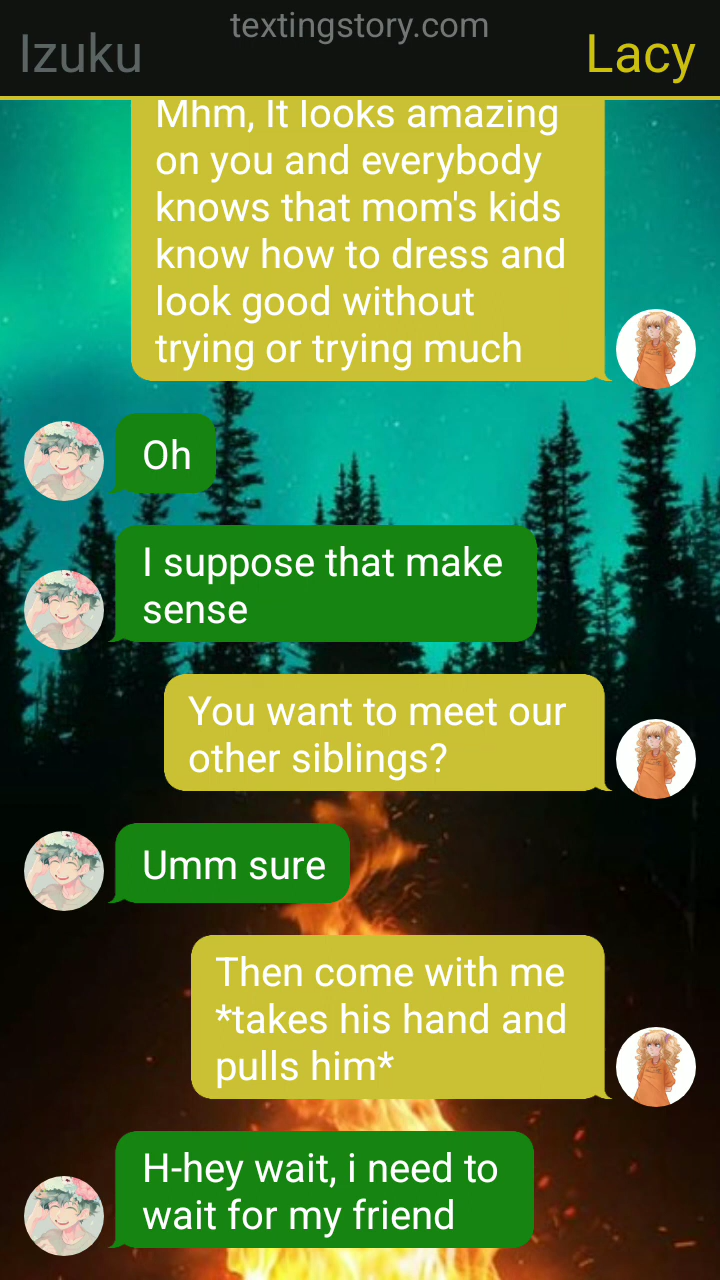 textingstory.com
Izuku
Lacy
Mhm, It looks amazing
on you and everybody
knows that mom's kids
know how to dress and
look good without
trying or trying much
Oh
I suppose that make
sense
You want to meet our
other siblings?
Umm sure
Then come with me
*takes his hand and
pulls him*
H-hey wait, i need to
wait for my friend